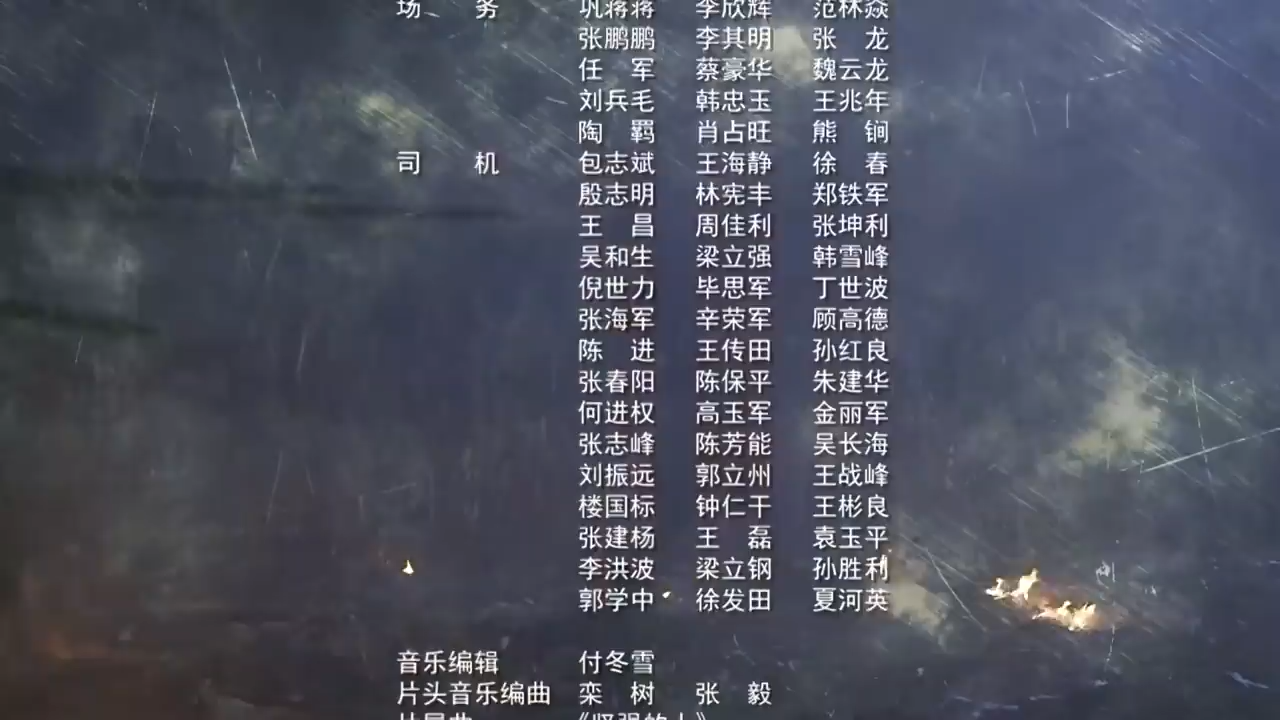 场 务 巩蒋蒋 李欣辉 范林焱
张鹏鹏 李其明 张 龙
任 军 蔡豪华 魏云龙
刘兵毛 韩忠玉 王兆年
陶 羁 肖占旺 熊 锏
司 机 包志斌 王海静 徐 春
殷志明 林宪丰 郑铁军
王 昌 周佳利 张坤利
吴和生 梁立强 韩雪峰
倪世力 毕思军 丁世波
张海军 辛荣军 顾高德
陈 进 王传田 孙红良
张春阳 陈保平 朱建华
何进权 高玉军 金丽军
张志峰 陈芳能 吴长海
刘振远 郭立州 王战峰
楼国标 钟仁干 王彬良
张建杨 王 磊 袁玉平
李洪波 梁立钢 孙胜利
郭学中 徐发田 夏河英
音乐编辑 付冬雪
片头音乐编曲 栾 树 张 毅